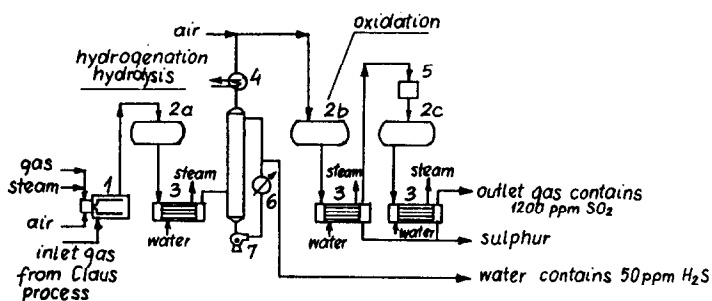 air
oxidation
hydrogenation
hydrolysis
4
5
2a
2b
2c
gas
steam
1
3
steam
air
water
6
7
steam
3
water
steam
3
water
outlet gas contains
1200 ppm SO₂
sulphur
inlet gas
from Claus
process
water contains 50 ppm H₂S